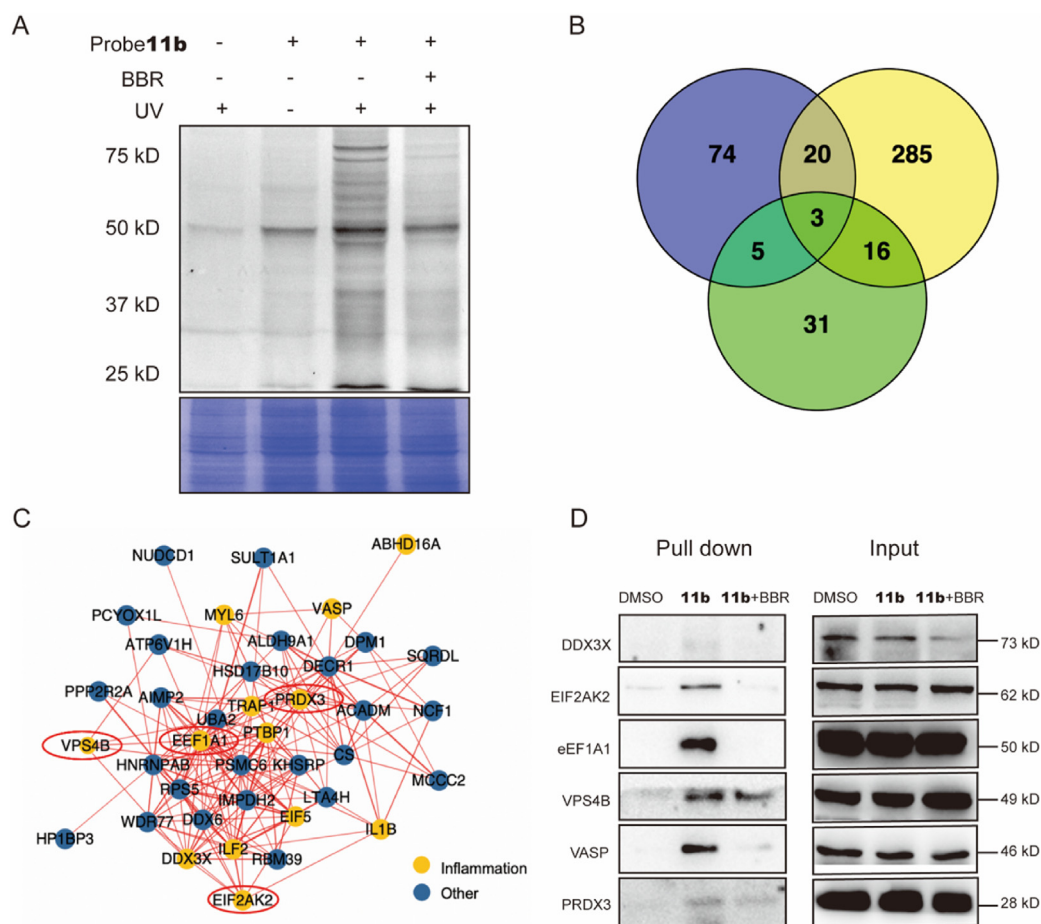 A
Probe11b - + + +
BBR - - - +
UV + - + +
75 kD
50 kD
37 kD
25 kD
B
74
20
285
3
5
16
31
C
ABHD16A
NUDCD1
SULT1A1
PCYOX1L
MYL6
VASP
ATP6V1H
ALDH9A1
DPM1
HSD17B10
DECR1
SQRDL
PPP2R2A
AIMP2
TRAP1
PRDX3
UBA2
ACADM
NCF1
VPS4B
EEF1A1
PTBP1
CS
HNRNPAB
PSMC6
KHSRP
MCCC2
RPS5
IMPDH2
LTA4H
WDR77
DDX6
EIF5
IL1B
HP1BP3
DDX3X
ILF2
RBM39
EIF2AK2
Inflammation
Other
D
Pull down Input
DMSO 11b 11b+BBR DMSO 11b 11b+BBR
DDX3X 73 kD
EIF2AK2 62 kD
eEF1A1 50 kD
VPS4B 49 kD
VASP 46 kD
PRDX3 28 kD